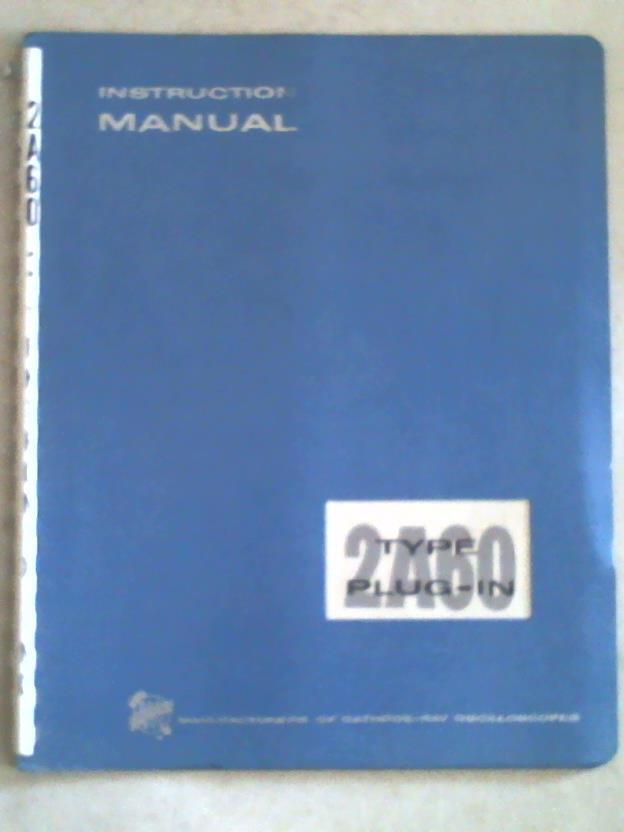 INSTRUCTION
MANUAL
2A60
TYPE
2A60
PLUG-IN
MANUFACTURERS OF CATHODE-RAY OSCILLOSCOPES